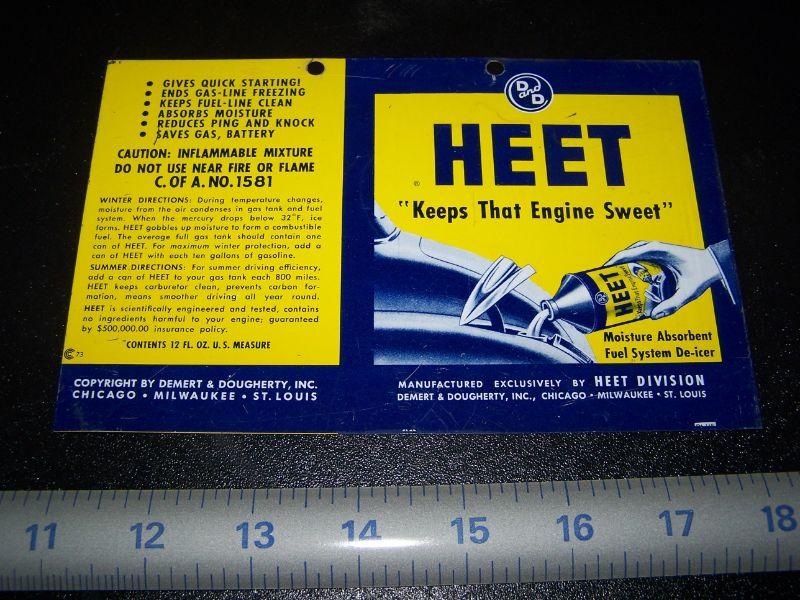 • GIVES QUICK STARTING!
• ENDS GAS-LINE FREEZING
• KEEPS FUEL-LINE CLEAN
• ABSORBS MOISTURE
• REDUCES PING AND KNOCK
• SAVES GAS, BATTERY
CAUTION: INFLAMMABLE MIXTURE
DO NOT USE NEAR FIRE OR FLAME
C. OF A. NO. 1581
WINTER DIRECTIONS: During temperature changes,
moisture from the air condenses in gas tank and fuel
system. When the mercury drops below 32°F, ice
forms. HEET gobbles up moisture to form a combustible
fuel. The average full gas tank should contain one
can of HEET. For maximum winter protection, add a
can of HEET with each ten gallons of gasoline.
SUMMER DIRECTIONS: For summer driving efficiency,
add a can of HEET to your gas tank each 800 miles.
HEET keeps carburetor clean, prevents carbon for-
mation, means smoother driving all year round.
HEET is scientifically engineered and tested, contains
no ingredients harmful to your engine; guaranteed
by $500,000.00 insurance policy.
CONTENTS 12 FL. OZ. U.S. MEASURE
73
COPYRIGHT BY DEMERT & DOUGHERTY, INC.
CHICAGO • MILWAUKEE • ST. LOUIS
D and D
HEET
®
"Keeps That Engine Sweet"
HEET
Moisture Absorbent
Fuel System De-icer
MANUFACTURED EXCLUSIVELY BY HEET DIVISION
DEMERT & DOUGHERTY, INC., CHICAGO • MILWAUKEE • ST. LOUIS
11 12 13 14 15 16 17 18